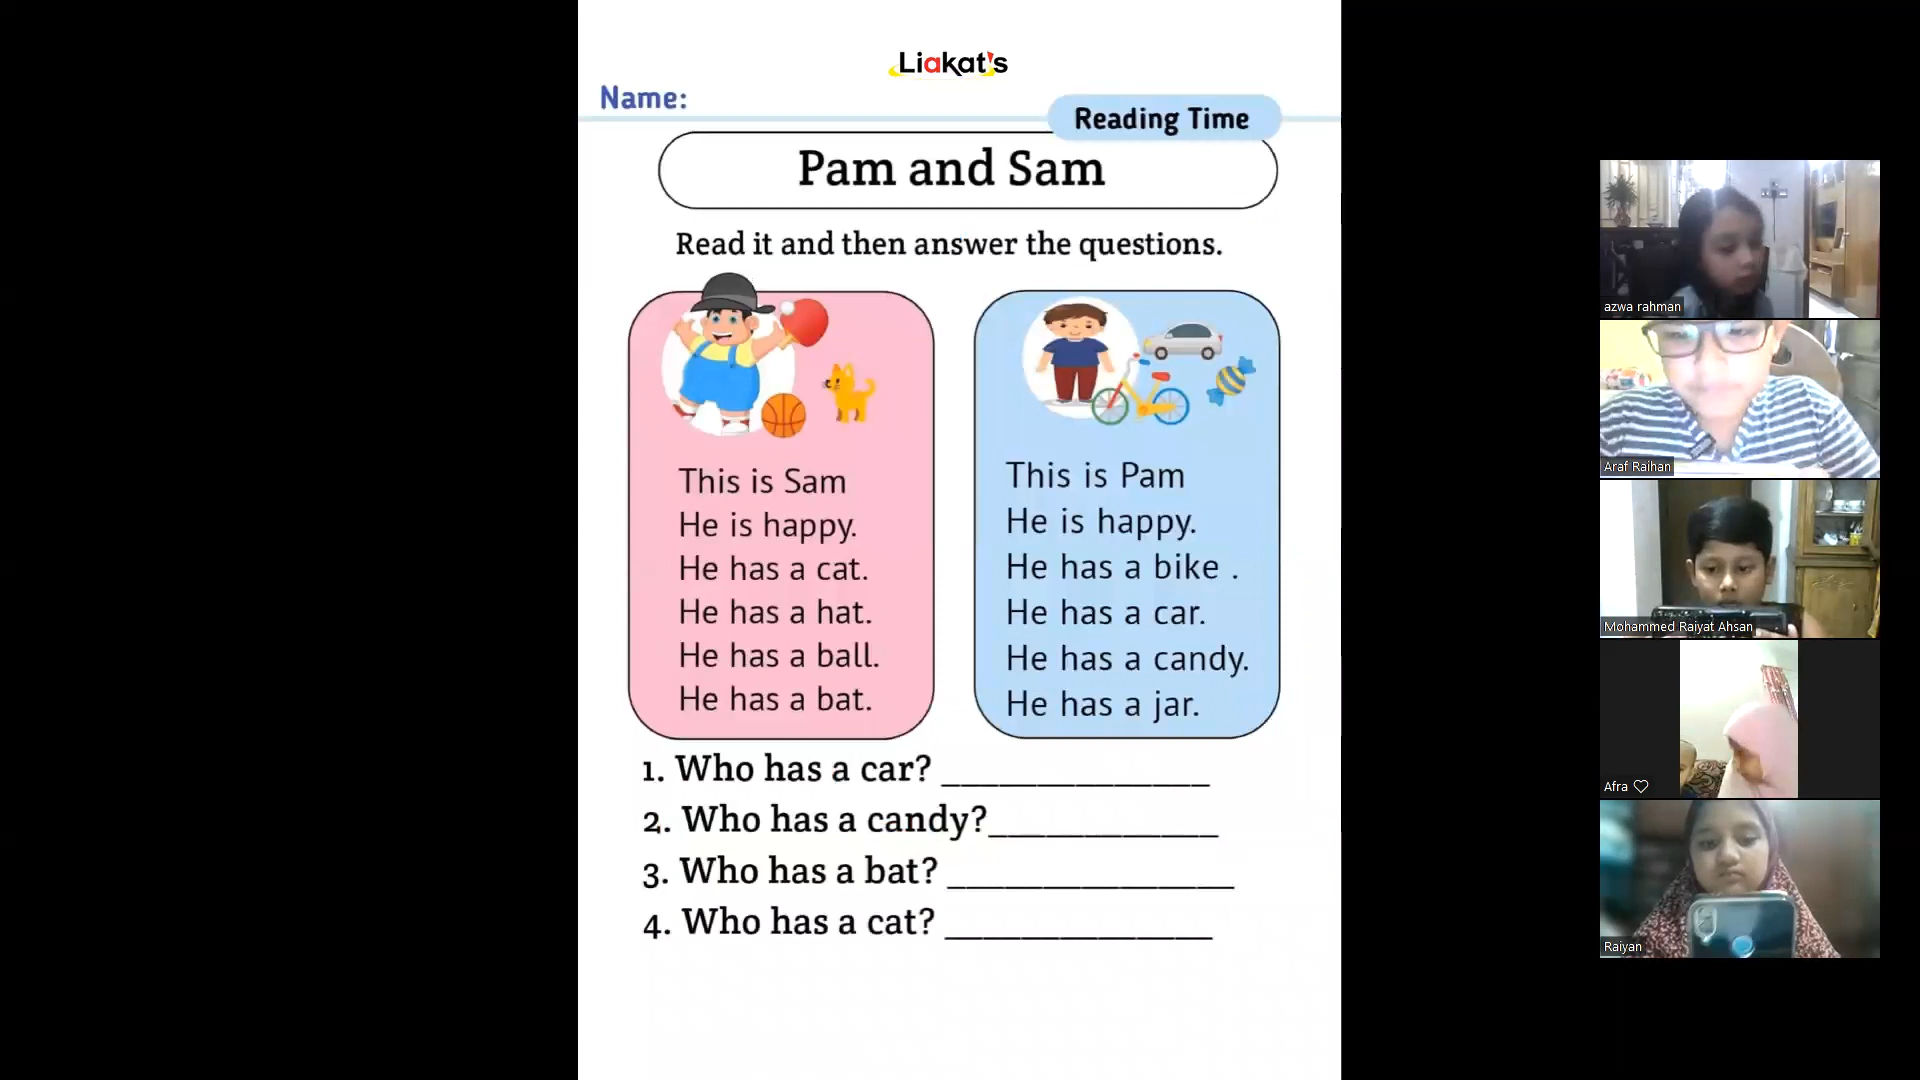 Liakat's
Name:
Reading Time
Pam and Sam
Read it and then answer the questions.
This is Sam
He is happy.
He has a cat.
He has a hat.
He has a ball.
He has a bat.
This is Pam
He is happy.
He has a bike .
He has a car.
He has a candy.
He has a jar.
1. Who has a car? ______________
2. Who has a candy?____________
3. Who has a bat? _______________
4. Who has a cat? ______________
azwa rahman
Araf Raihan
Mohammed Raiyat Ahsan
Afra ♡
Raiyan